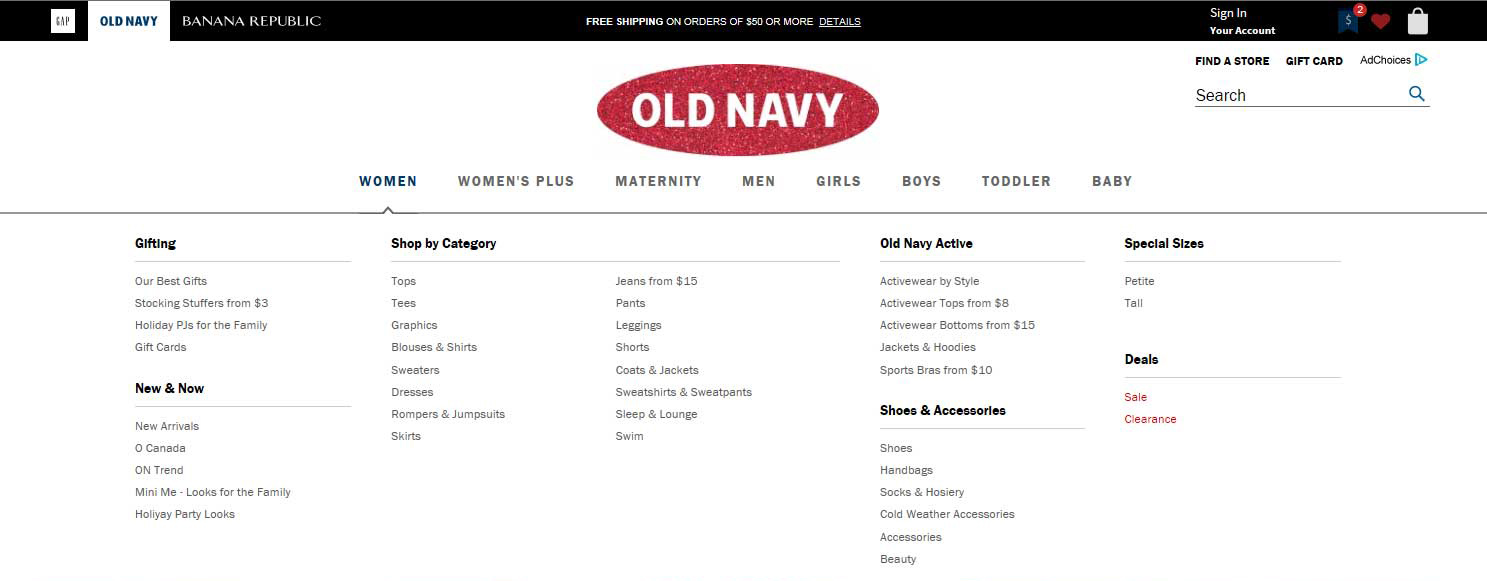 GAP
OLD NAVY
BANANA REPUBLIC
FREE SHIPPING ON ORDERS OF $50 OR MORE DETAILS
Sign In
Your Account
$
2
FIND A STORE
GIFT CARD
AdChoices
OLD NAVY
Search
WOMEN
WOMEN'S PLUS
MATERNITY
MEN
GIRLS
BOYS
TODDLER
BABY
Gifting
Our Best Gifts
Stocking Stuffers from $3
Holiday PJs for the Family
Gift Cards
New & Now
New Arrivals
O Canada
ON Trend
Mini Me - Looks for the Family
Holiyay Party Looks
Shop by Category
Tops
Tees
Graphics
Blouses & Shirts
Sweaters
Dresses
Rompers & Jumpsuits
Skirts
Jeans from $15
Pants
Leggings
Shorts
Coats & Jackets
Sweatshirts & Sweatpants
Sleep & Lounge
Swim
Old Navy Active
Activewear by Style
Activewear Tops from $8
Activewear Bottoms from $15
Jackets & Hoodies
Sports Bras from $10
Shoes & Accessories
Shoes
Handbags
Socks & Hosiery
Cold Weather Accessories
Accessories
Beauty
Special Sizes
Petite
Tall
Deals
Sale
Clearance